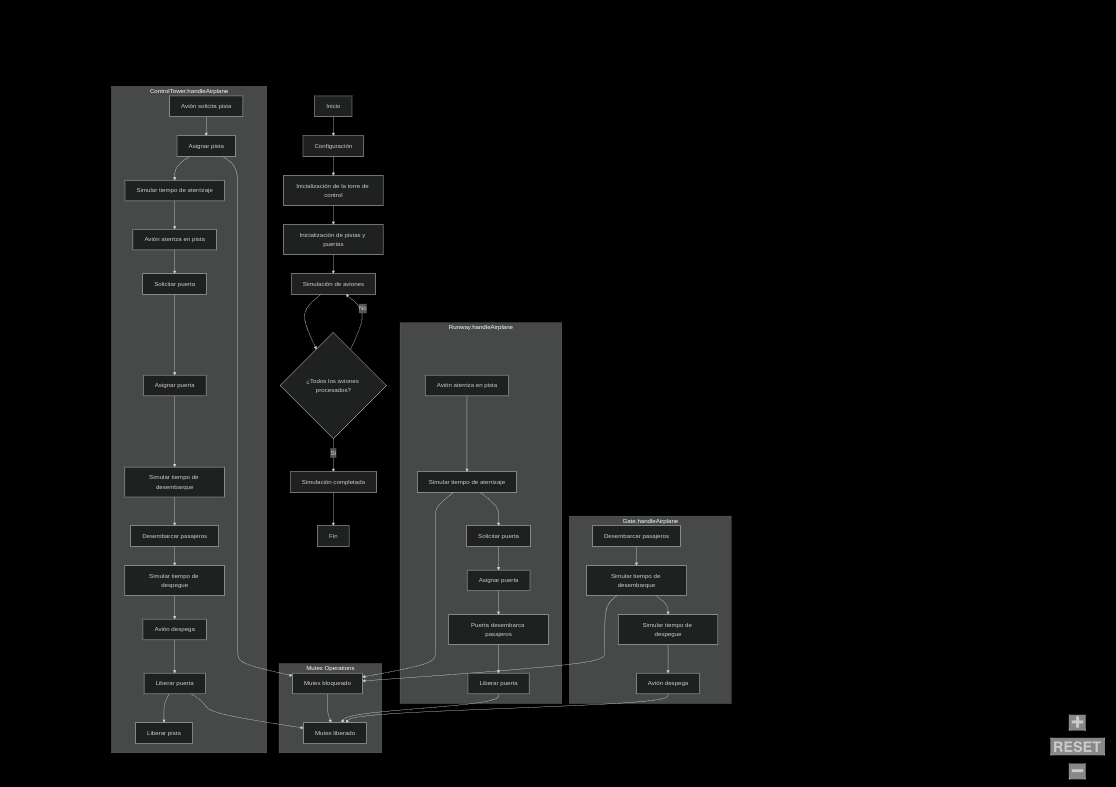 ControlTower.handleAirplane
Avión solicita pista
Asignar pista
Simular tiempo de aterrizaje
Avión aterriza en pista
Solicitar puerta
Asignar puerta
Simular tiempo de
desembarque
Desembarcar pasajeros
Simular tiempo de
despegue
Avión despega
Liberar puerta
Liberar pista
Inicio
Configuración
Inicialización de la torre de
control
Inicialización de pistas y
puertas
Simulación de aviones
No
¿Todos los aviones
procesados?
Sí
Simulación completada
Fin
Mutex Operations
Mutex bloqueado
Mutex liberado
Runway.handleAirplane
Avión aterriza en pista
Simular tiempo de aterrizaje
Solicitar puerta
Asignar puerta
Puerta desembarca
pasajeros
Liberar puerta
Gate.handleAirplane
Desembarcar pasajeros
Simular tiempo de
desembarque
Simular tiempo de
despegue
Avión despega
RESET